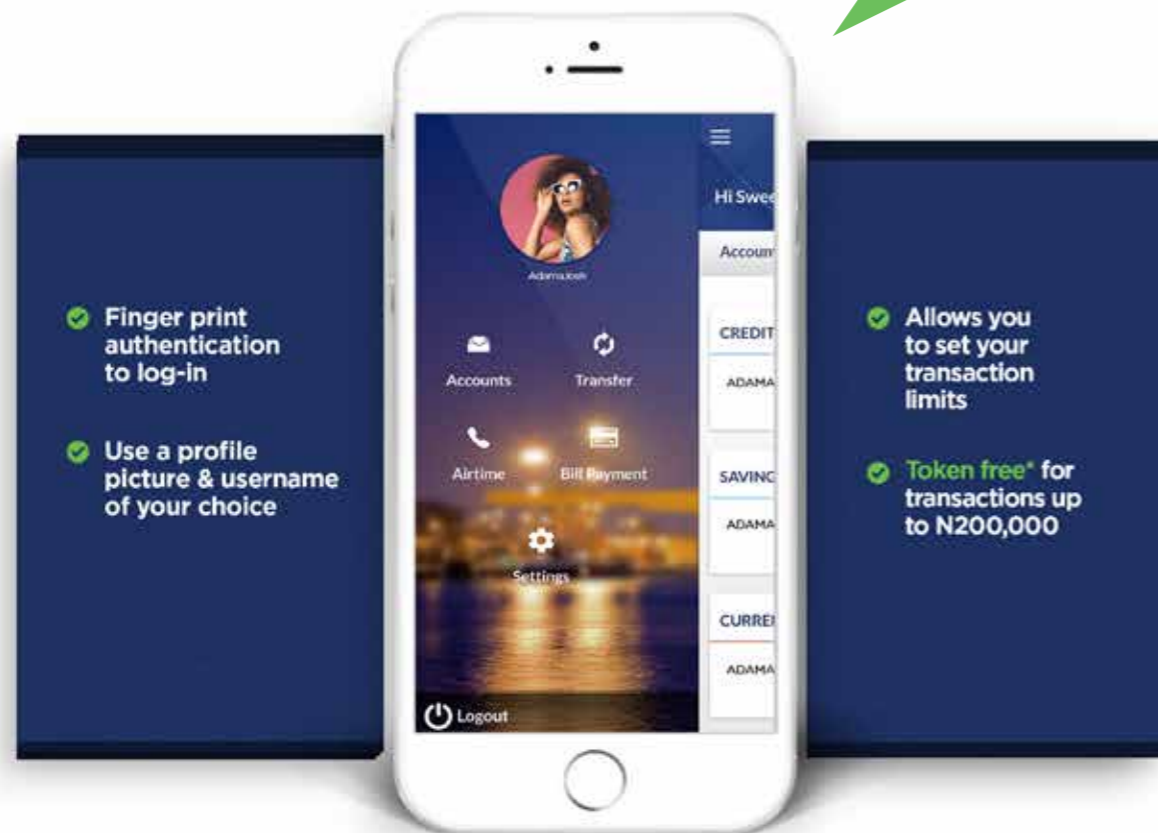 Finger print
authentication
to log-in
Use a profile
picture & username
of your choice
Hi Swee
Accoun
AdamaJosh
Accounts
Transfer
Airtime
Bill Payment
Settings
Logout
CREDIT
ADAMA
SAVING
ADAMA
CURRE
ADAMA
Allows you
to set your
transaction
limits
Token free* for
transactions up
to N200,000